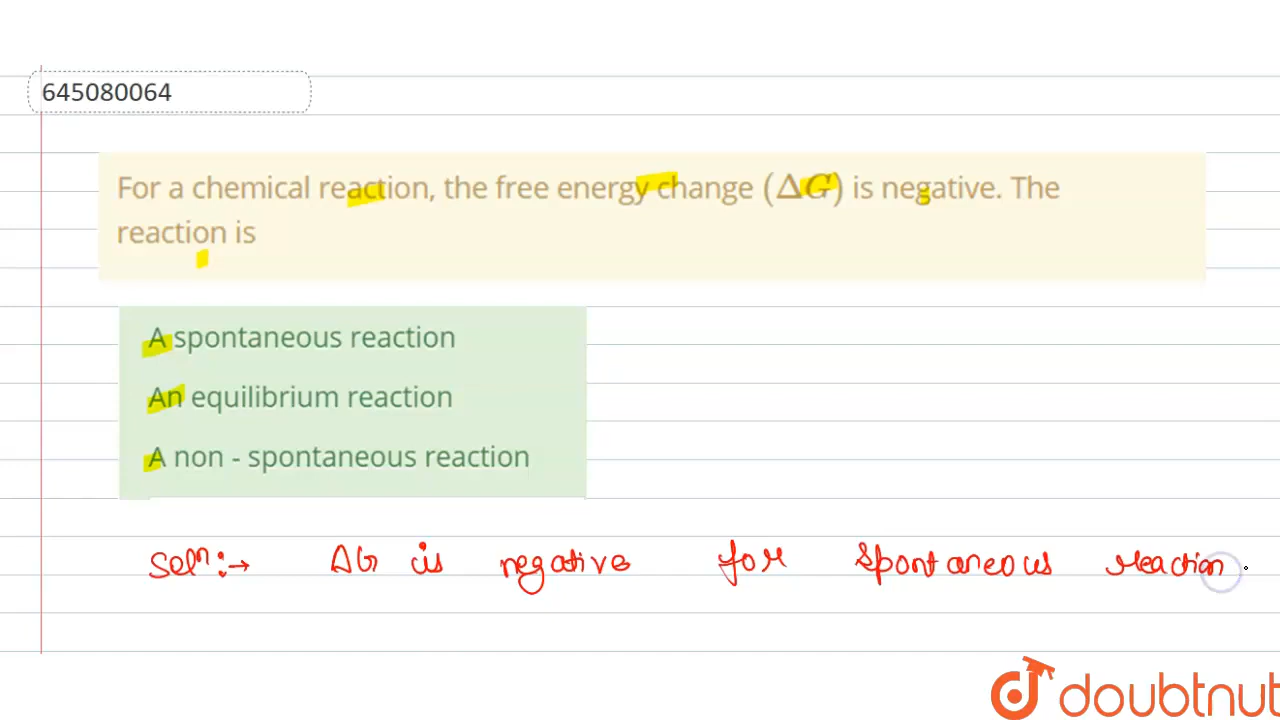 645080064
For a chemical reaction, the free energy change (ΔG) is negative. The
reaction is
A spontaneous reaction
An equilibrium reaction
A non - spontaneous reaction
Solⁿ:→ ΔG is negative for spontaneous reaction.
doubtnut